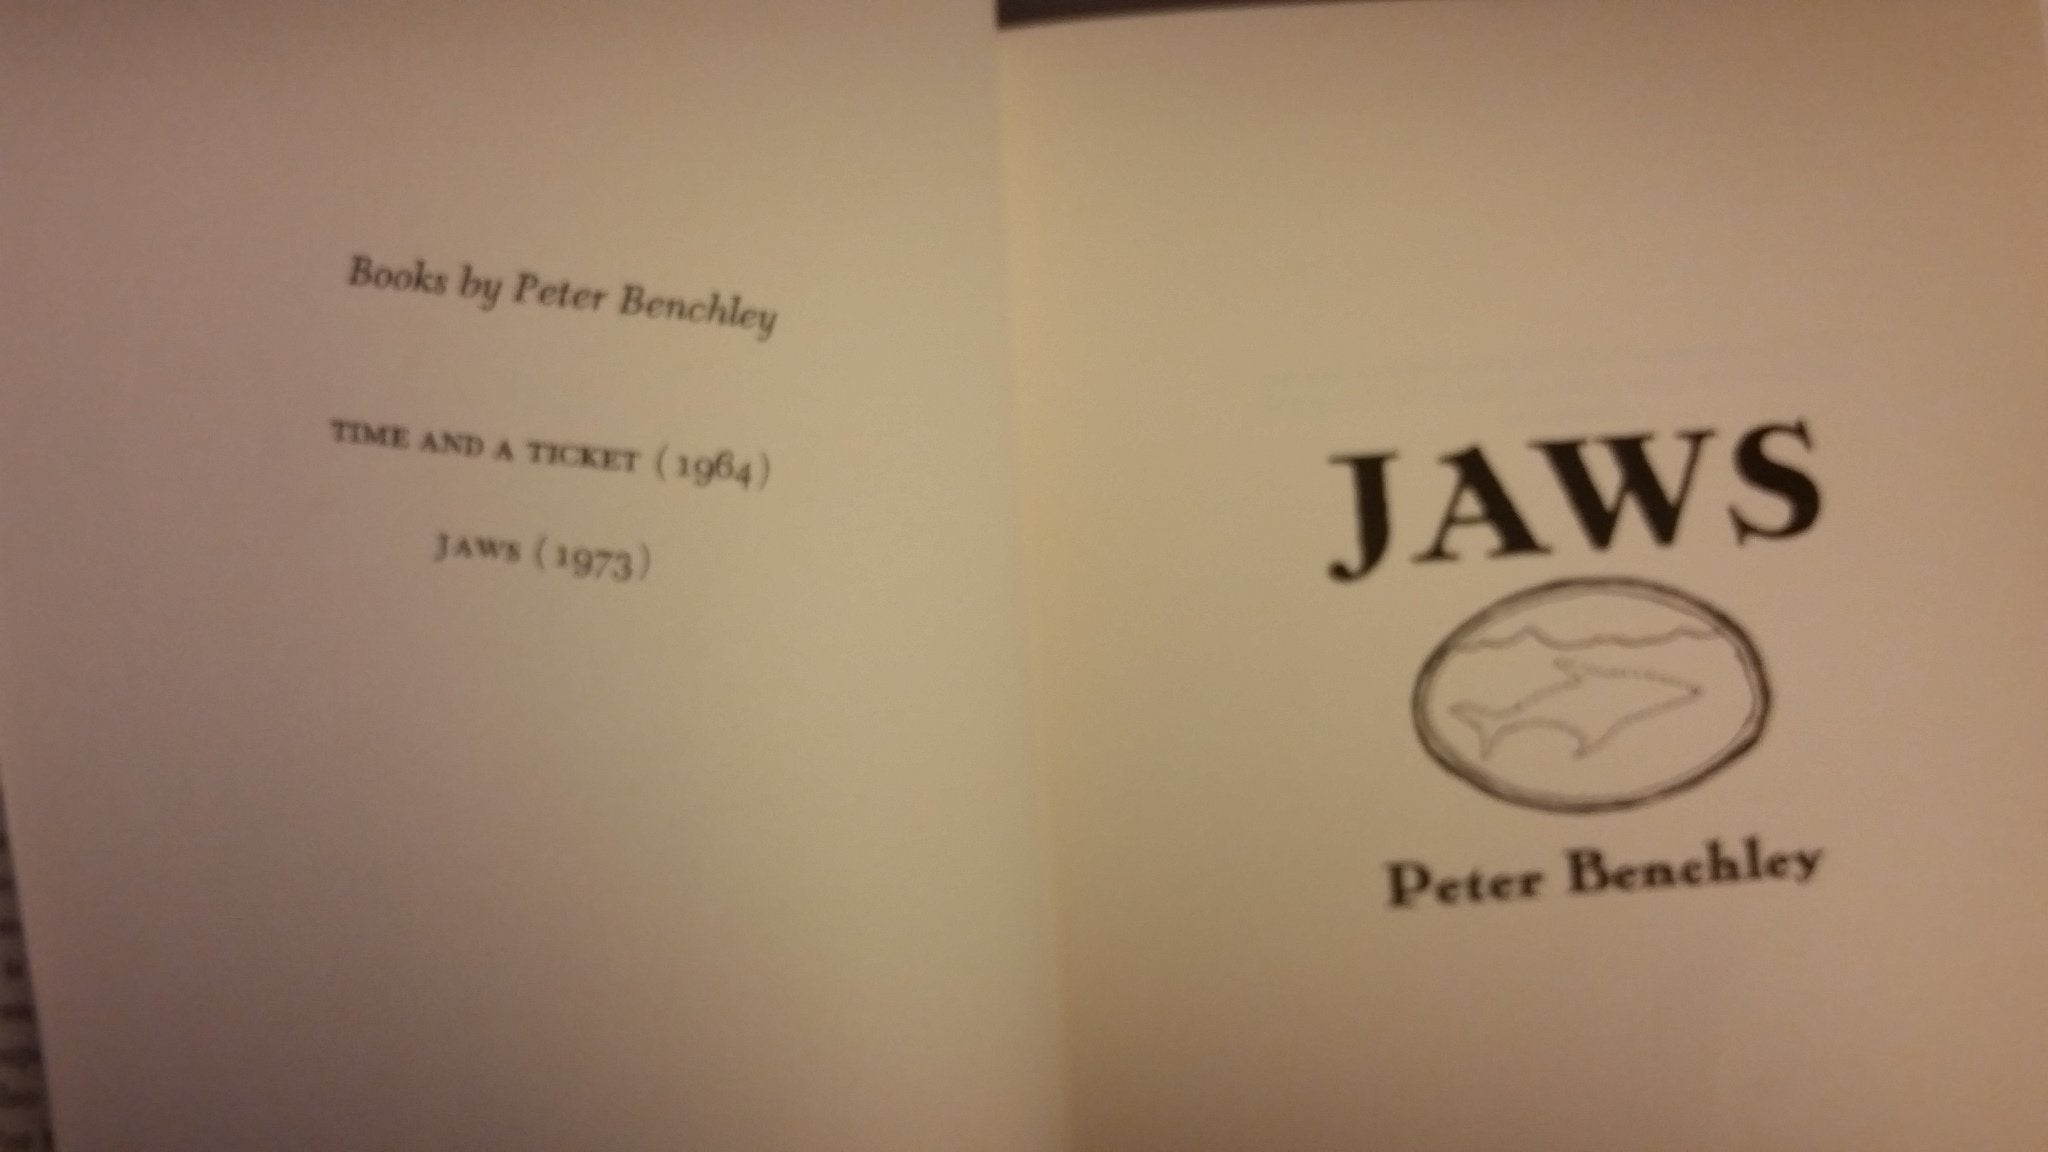 Books by Peter Benchley
TIME AND A TICKET (1964)
JAWS (1973)
JAWS
Peter Benchley